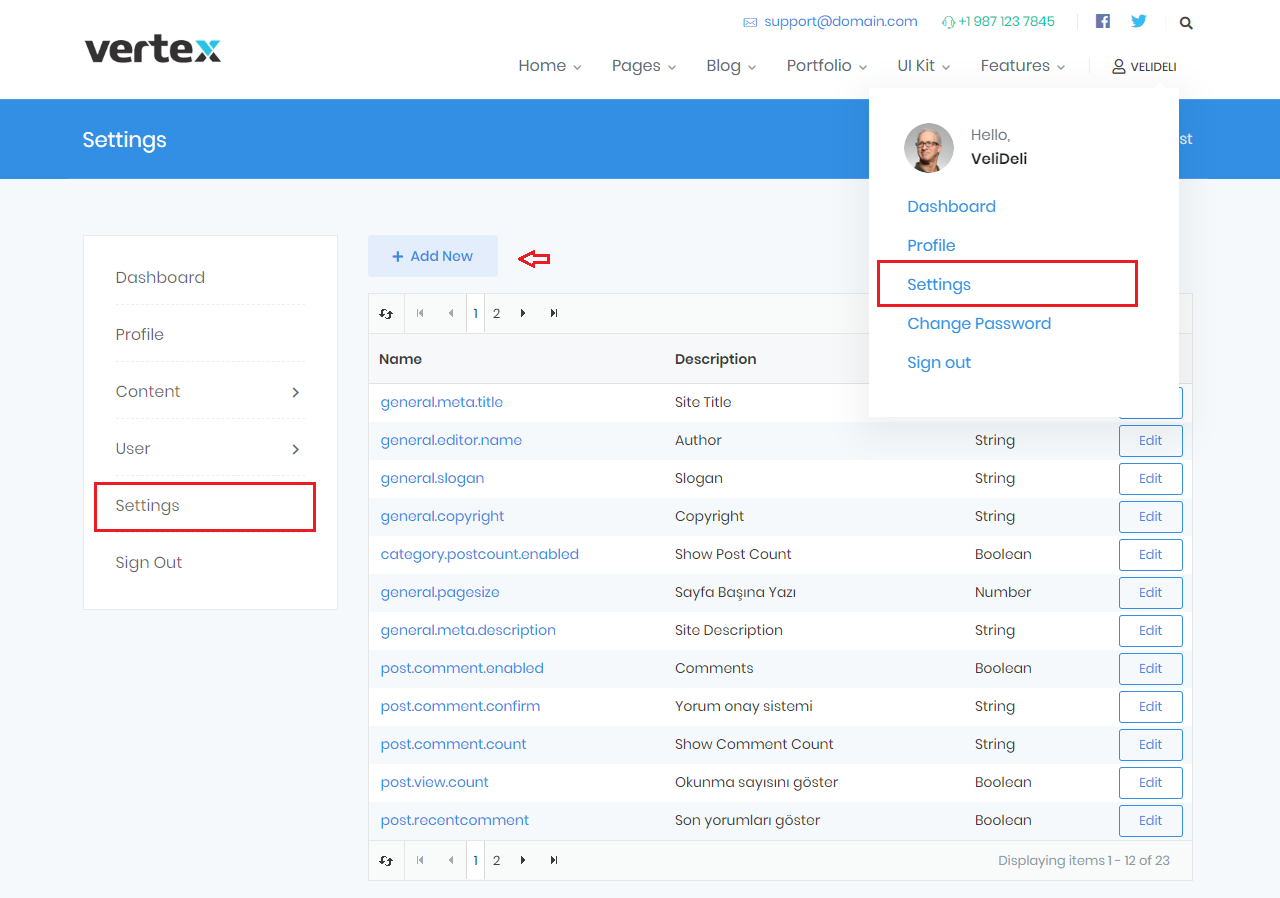 support@domain.com +1 987 123 7845
vertex
Home Pages Blog Portfolio UI Kit Features VELIDELI
Settings
st
Hello,
VeliDeli
Dashboard
Profile
Settings
Change Password
Sign out
Dashboard
Profile
Content
User
Settings
Sign Out
+ Add New
1 2
Name Description
general.meta.title Site Title
general.editor.name Author String Edit
general.slogan Slogan String Edit
general.copyright Copyright String Edit
category.postcount.enabled Show Post Count Boolean Edit
general.pagesize Sayfa Başına Yazı Number Edit
general.meta.description Site Description String Edit
post.comment.enabled Comments Boolean Edit
post.comment.confirm Yorum onay sistemi String Edit
post.comment.count Show Comment Count String Edit
post.view.count Okunma sayısını göster Boolean Edit
post.recentcomment Son yorumları göster Boolean Edit
1 2 Displaying items 1 - 12 of 23